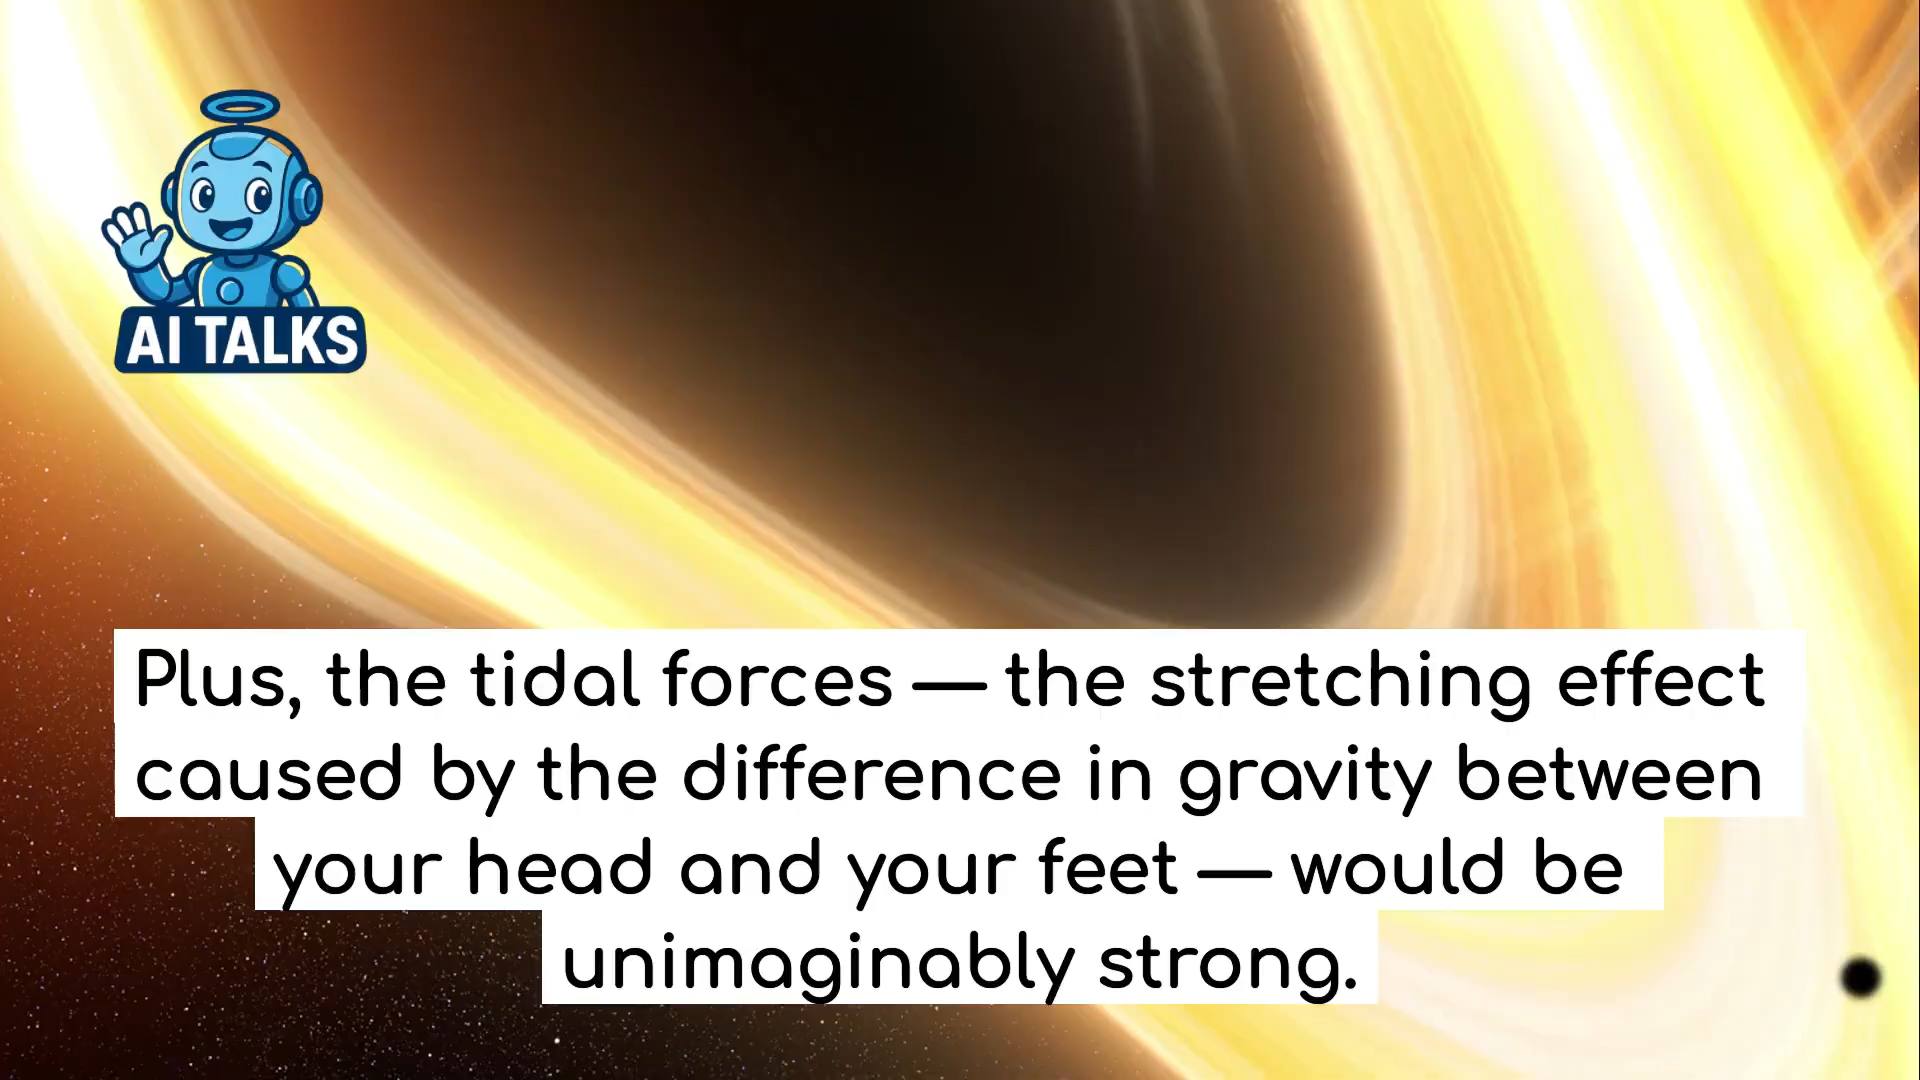 AI TALKS
Plus, the tidal forces — the stretching effect
caused by the difference in gravity between
your head and your feet — would be
unimaginably strong.